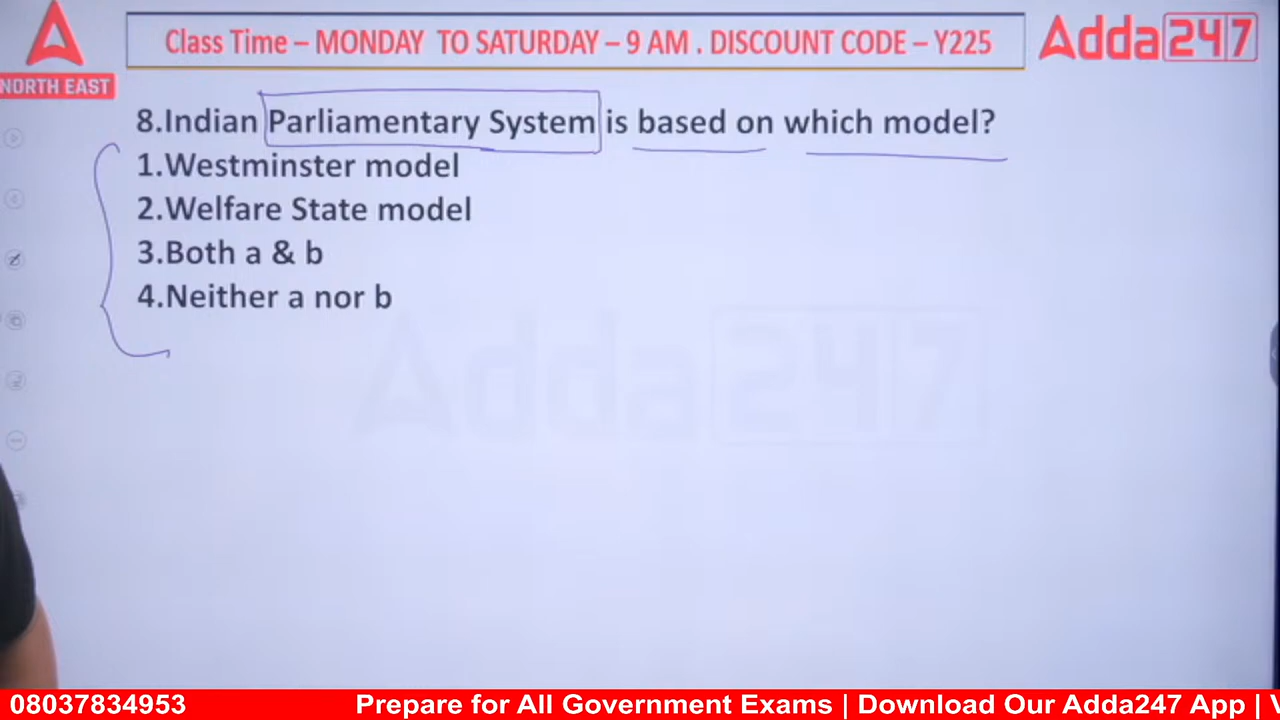 Class Time – MONDAY TO SATURDAY – 9 AM . DISCOUNT CODE – Y225
Adda247
NORTH EAST
8.Indian Parliamentary System is based on which model?
1.Westminster model
2.Welfare State model
3.Both a & b
4.Neither a nor b
Adda247
08037834953 Prepare for All Government Exams | Download Our Adda247 App | V